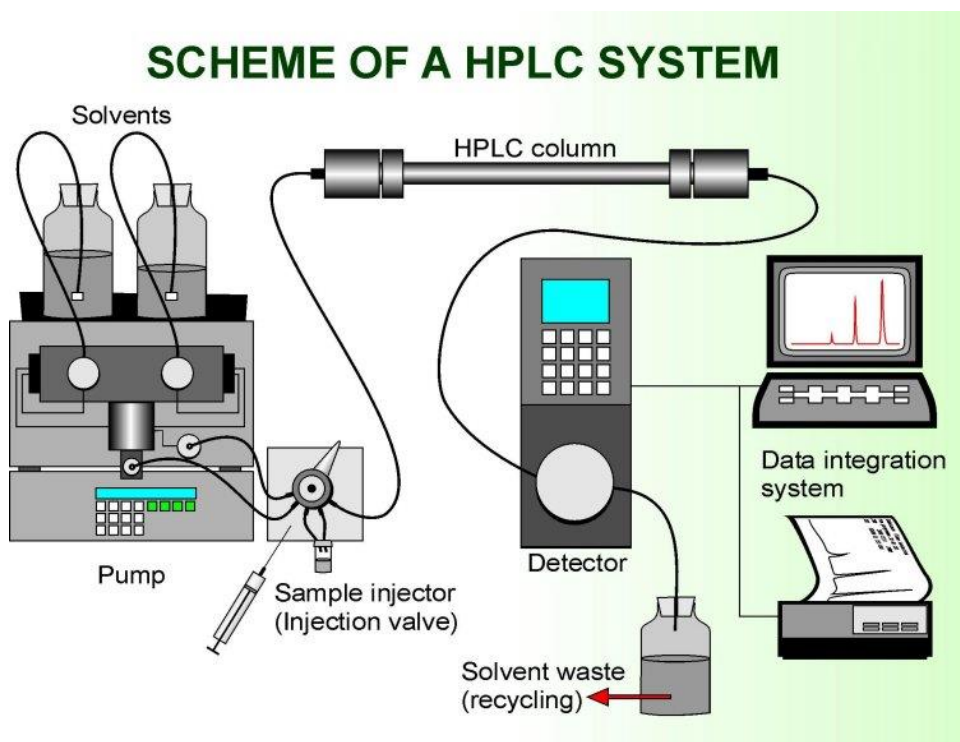 SCHEME OF A HPLC SYSTEM
Solvents
HPLC column
Data integration
system
Pump
Sample injector
(Injection valve)
Detector
Solvent waste
(recycling)